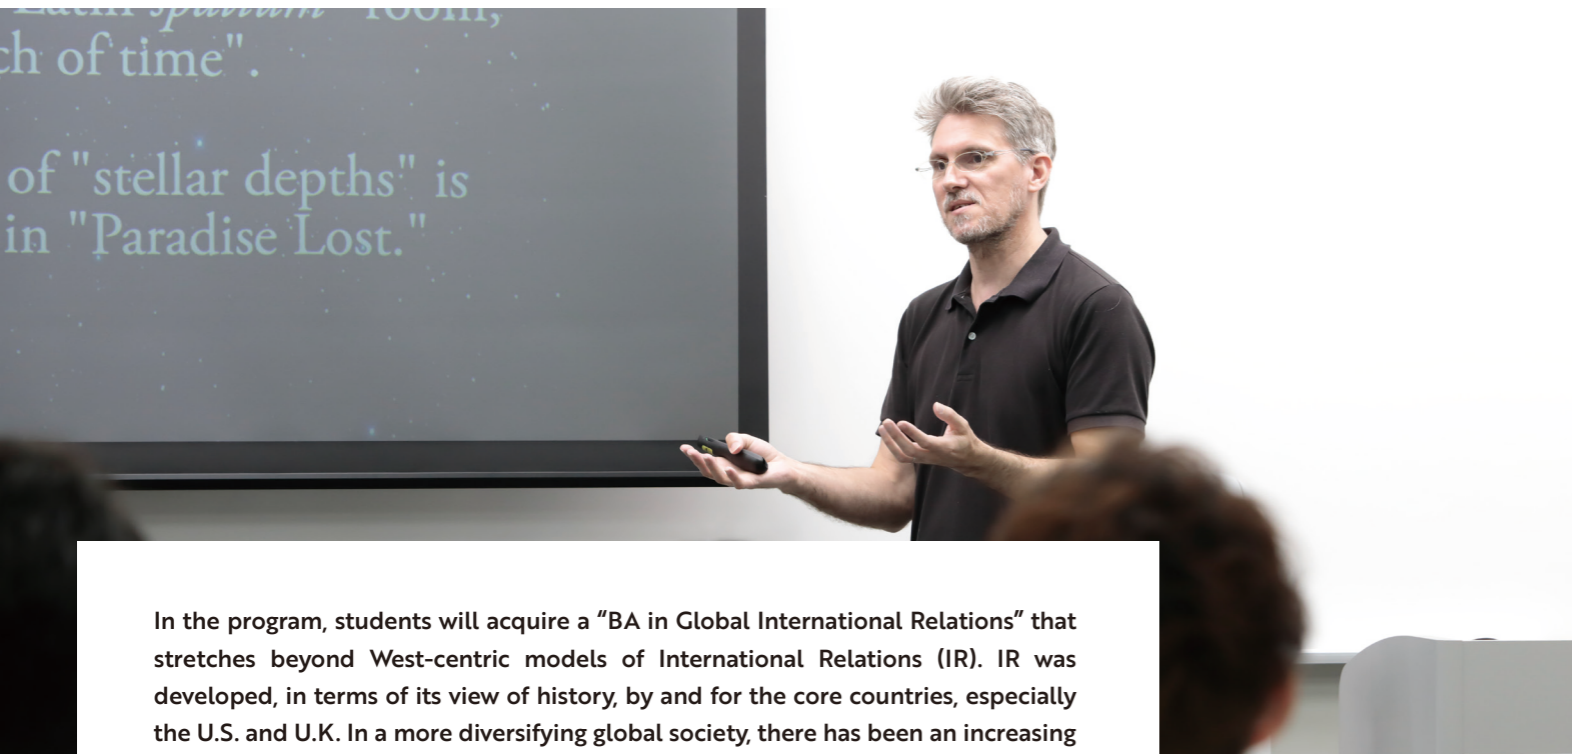 Latin spatium "room,
ch of time".
of "stellar depths" is
in "Paradise Lost."
In the program, students will acquire a “BA in Global International Relations” that
stretches beyond West-centric models of International Relations (IR). IR was
developed, in terms of its view of history, by and for the core countries, especially
the U.S. and U.K. In a more diversifying global society, there has been an increasing